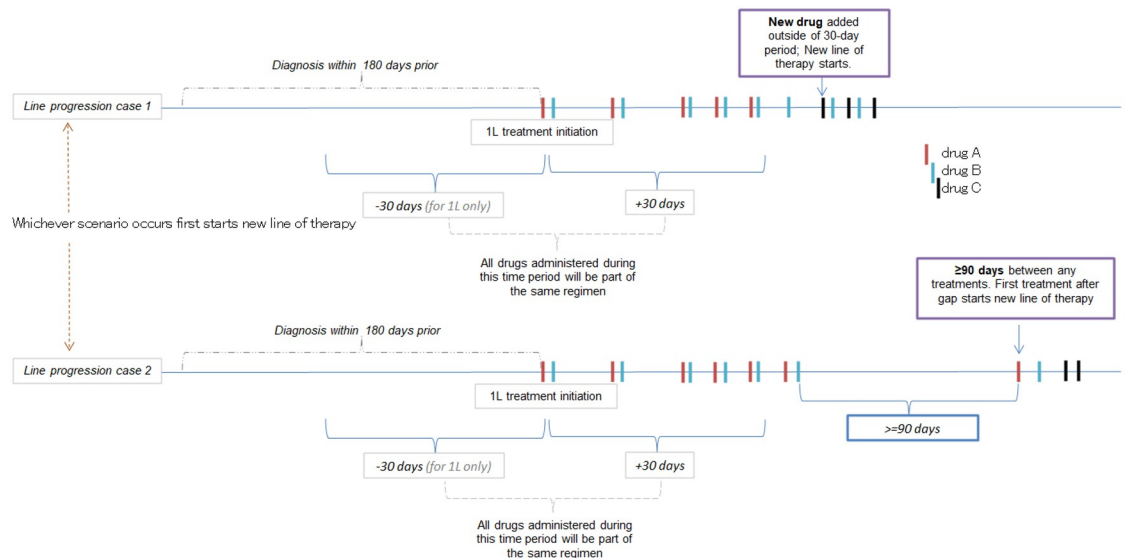 New drug added
outside of 30-day
period; New line of
therapy starts.
Diagnosis within 180 days prior
Line progression case 1
1L treatment initiation
drug A
drug B
drug C
-30 days (for 1L only)
+30 days
Whichever scenario occurs first starts new line of therapy
All drugs administered during
this time period will be part of
the same regimen
≥90 days between any
treatments. First treatment after
gap starts new line of therapy
Diagnosis within 180 days prior
Line progression case 2
1L treatment initiation
>=90 days
-30 days (for 1L only)
+30 days
All drugs administered during
this time period will be part of
the same regimen